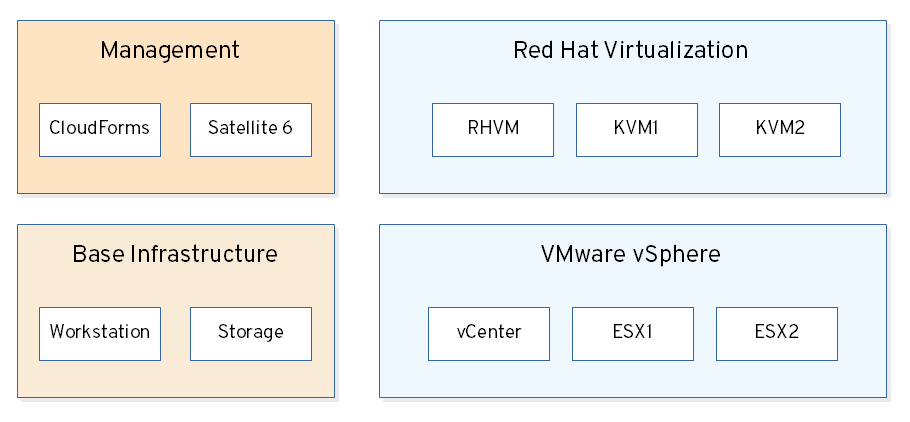 Management
CloudForms
Satellite 6
Red Hat Virtualization
RHVM
KVM1
KVM2
Base Infrastructure
Workstation
Storage
VMware vSphere
vCenter
ESX1
ESX2